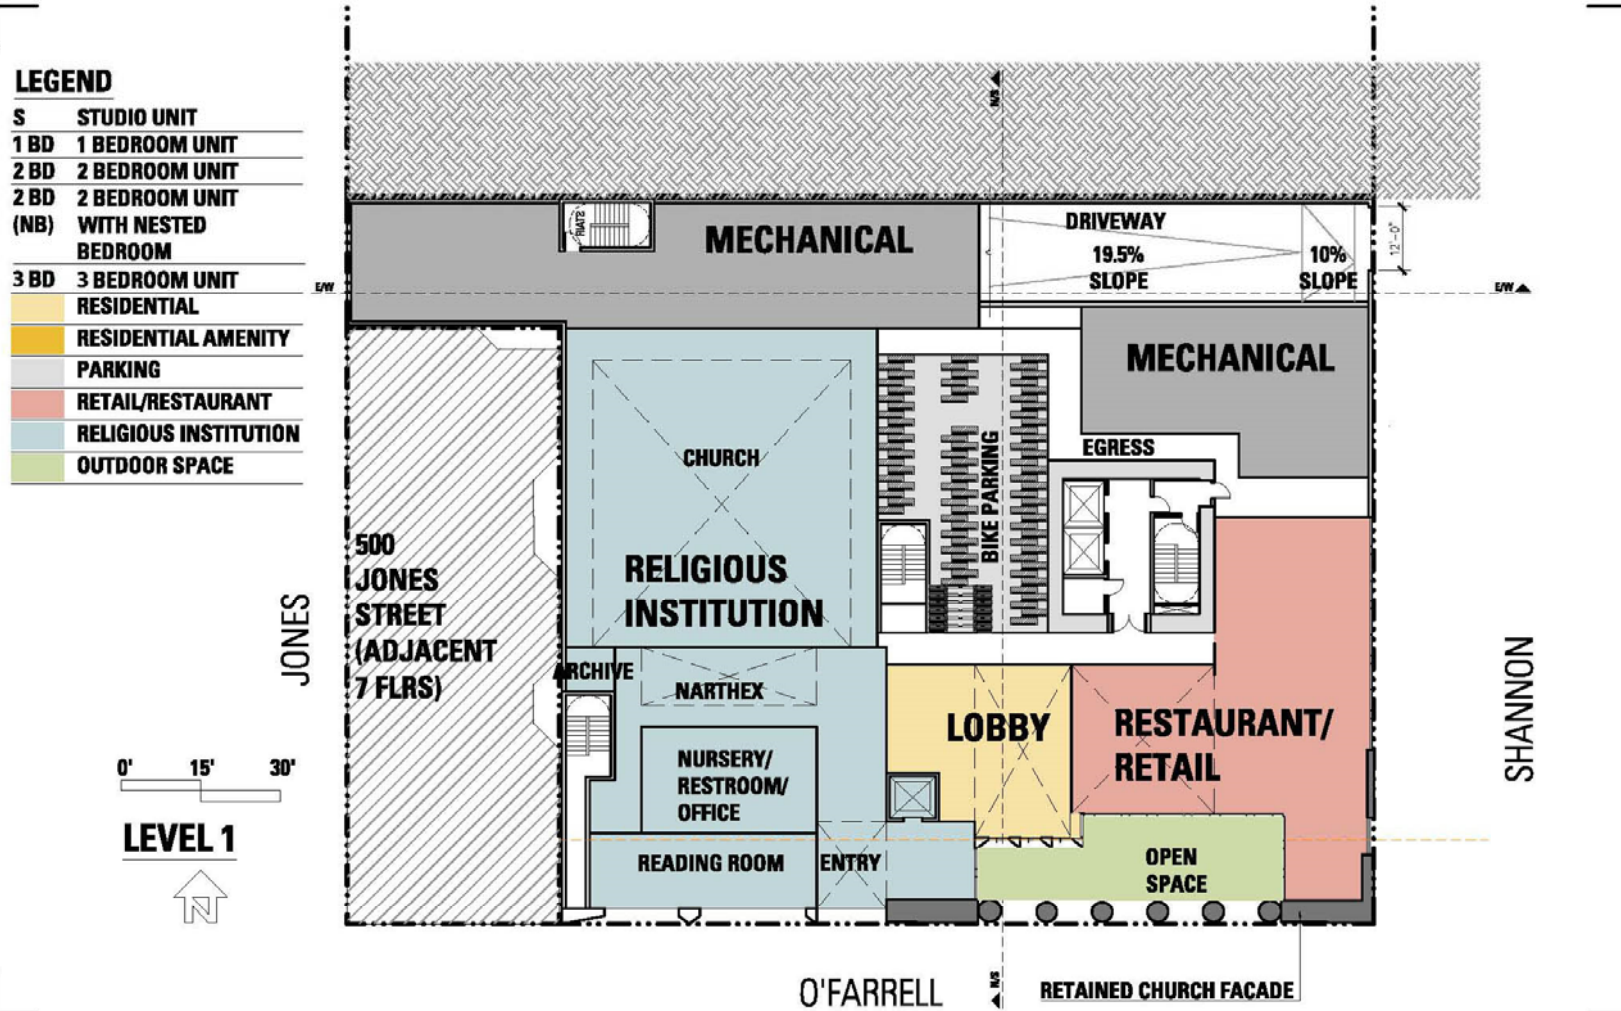 LEGEND
S STUDIO UNIT
1 BD 1 BEDROOM UNIT
2 BD 2 BEDROOM UNIT
2 BD 2 BEDROOM UNIT
(NB) WITH NESTED
BEDROOM
3 BD 3 BEDROOM UNIT
RESIDENTIAL
RESIDENTIAL AMENITY
PARKING
RETAIL/RESTAURANT
RELIGIOUS INSTITUTION
OUTDOOR SPACE
0' 15' 30'
LEVEL 1
N
JONES
500
JONES
STREET
(ADJACENT
7 FLRS)
N/S
STAIR
MECHANICAL
DRIVEWAY
19.5%
SLOPE
10%
SLOPE
12'-0"
E/W
E/W
MECHANICAL
EGRESS
BIKE PARKING
CHURCH
RELIGIOUS
INSTITUTION
ARCHIVE
NARTHEX
NURSERY/
RESTROOM/
OFFICE
READING ROOM
ENTRY
LOBBY
RESTAURANT/
RETAIL
OPEN
SPACE
SHANNON
O'FARRELL
N/S
RETAINED CHURCH FAÇADE